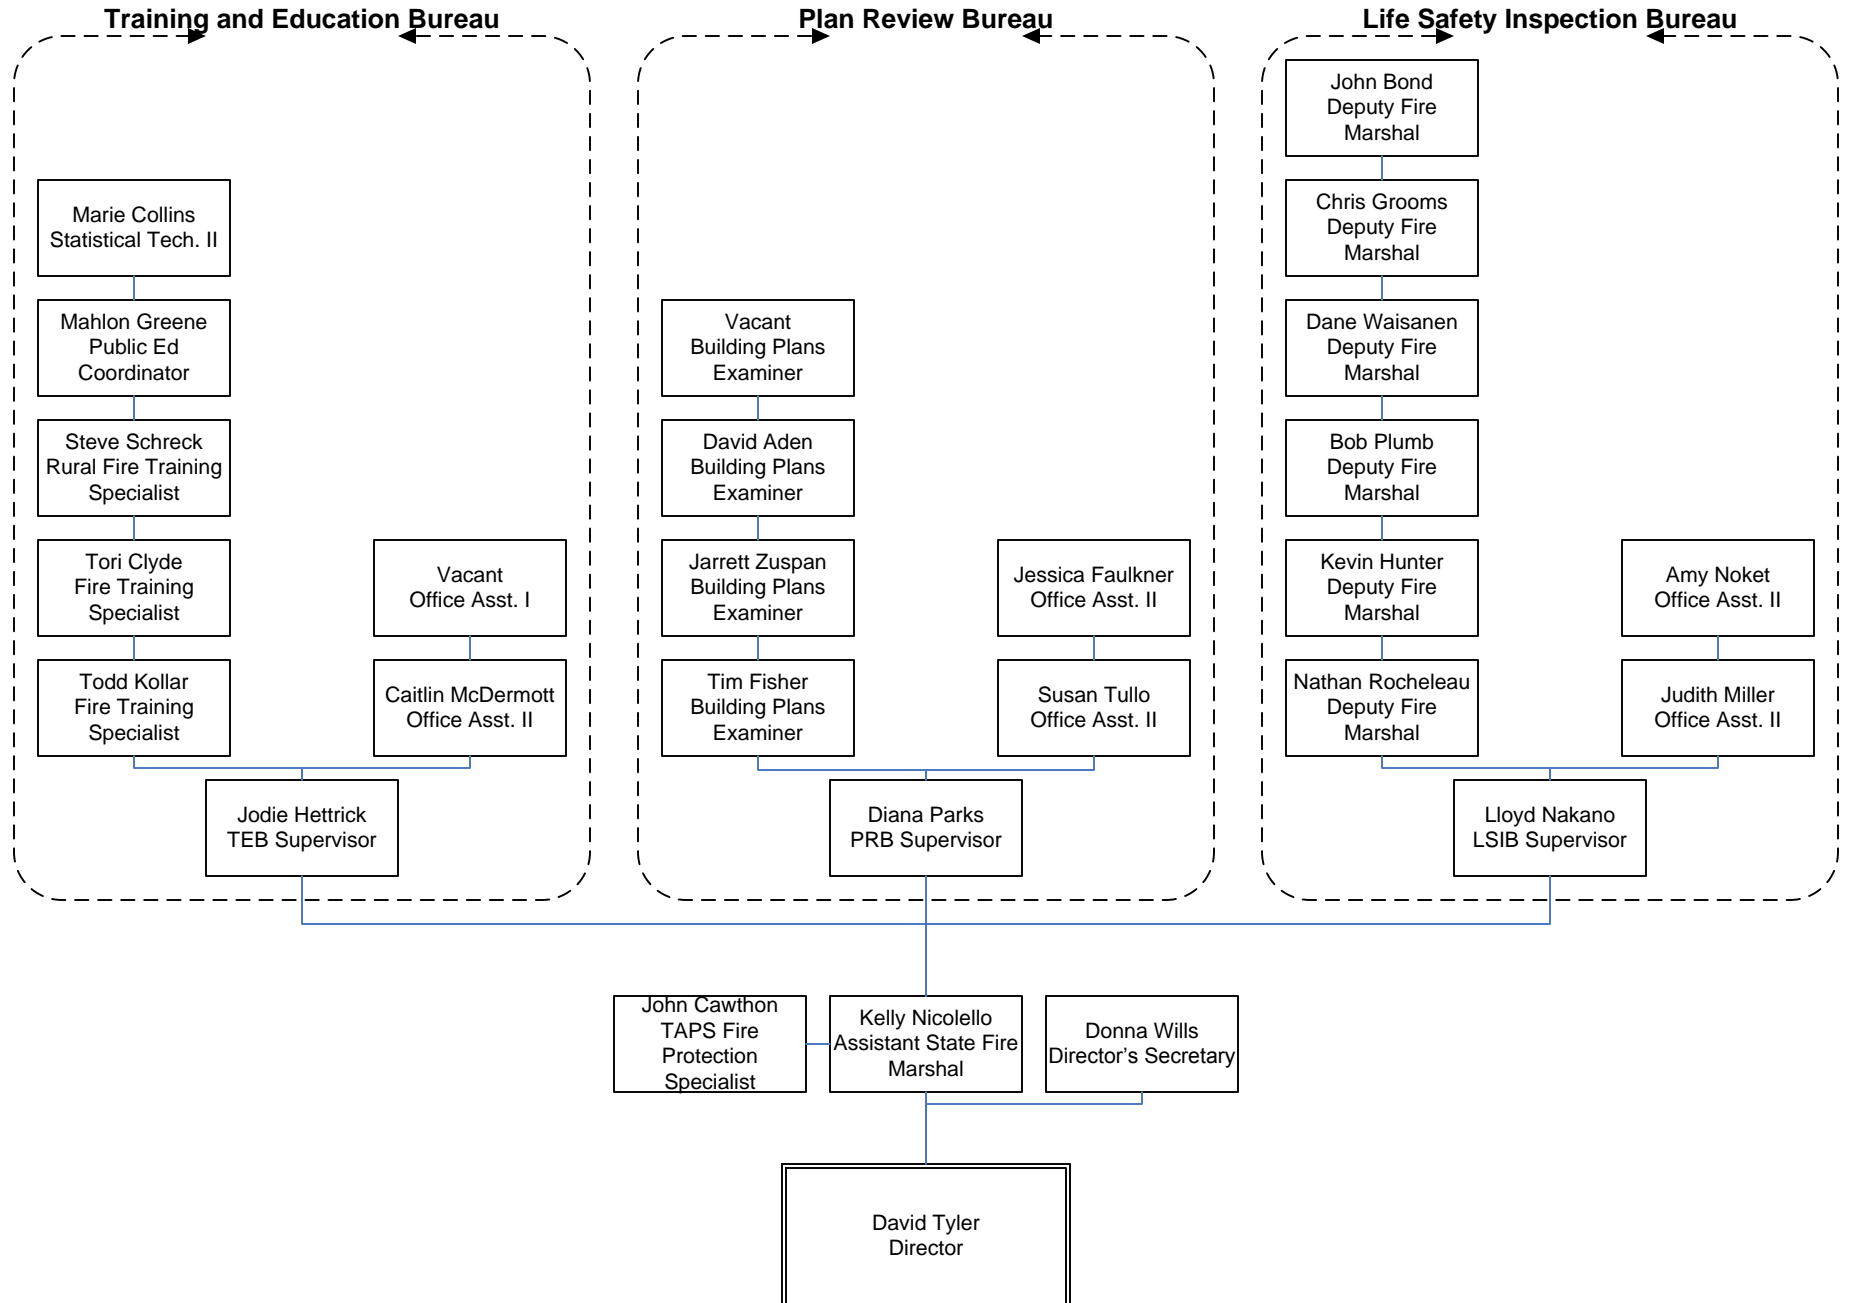 Training and Education Bureau
Plan Review Bureau
Life Safety Inspection Bureau
John Bond
Deputy Fire
Marshal
Marie Collins
Statistical Tech. II
Chris Grooms
Deputy Fire
Marshal
Mahlon Greene
Public Ed
Coordinator
Vacant
Building Plans
Examiner
Dane Waisanen
Deputy Fire
Marshal
Steve Schreck
Rural Fire Training
Specialist
David Aden
Building Plans
Examiner
Bob Plumb
Deputy Fire
Marshal
Tori Clyde
Fire Training
Specialist
Vacant
Office Asst. I
Jarrett Zuspan
Building Plans
Examiner
Jessica Faulkner
Office Asst. II
Kevin Hunter
Deputy Fire
Marshal
Amy Noket
Office Asst. II
Todd Kollar
Fire Training
Specialist
Caitlin McDermott
Office Asst. II
Tim Fisher
Building Plans
Examiner
Susan Tullo
Office Asst. II
Nathan Rocheleau
Deputy Fire
Marshal
Judith Miller
Office Asst. II
Jodie Hettrick
TEB Supervisor
Diana Parks
PRB Supervisor
Lloyd Nakano
LSIB Supervisor
John Cawthon
TAPS Fire
Protection
Specialist
Kelly Nicolello
Assistant State Fire
Marshal
Donna Wills
Director’s Secretary
David Tyler
Director